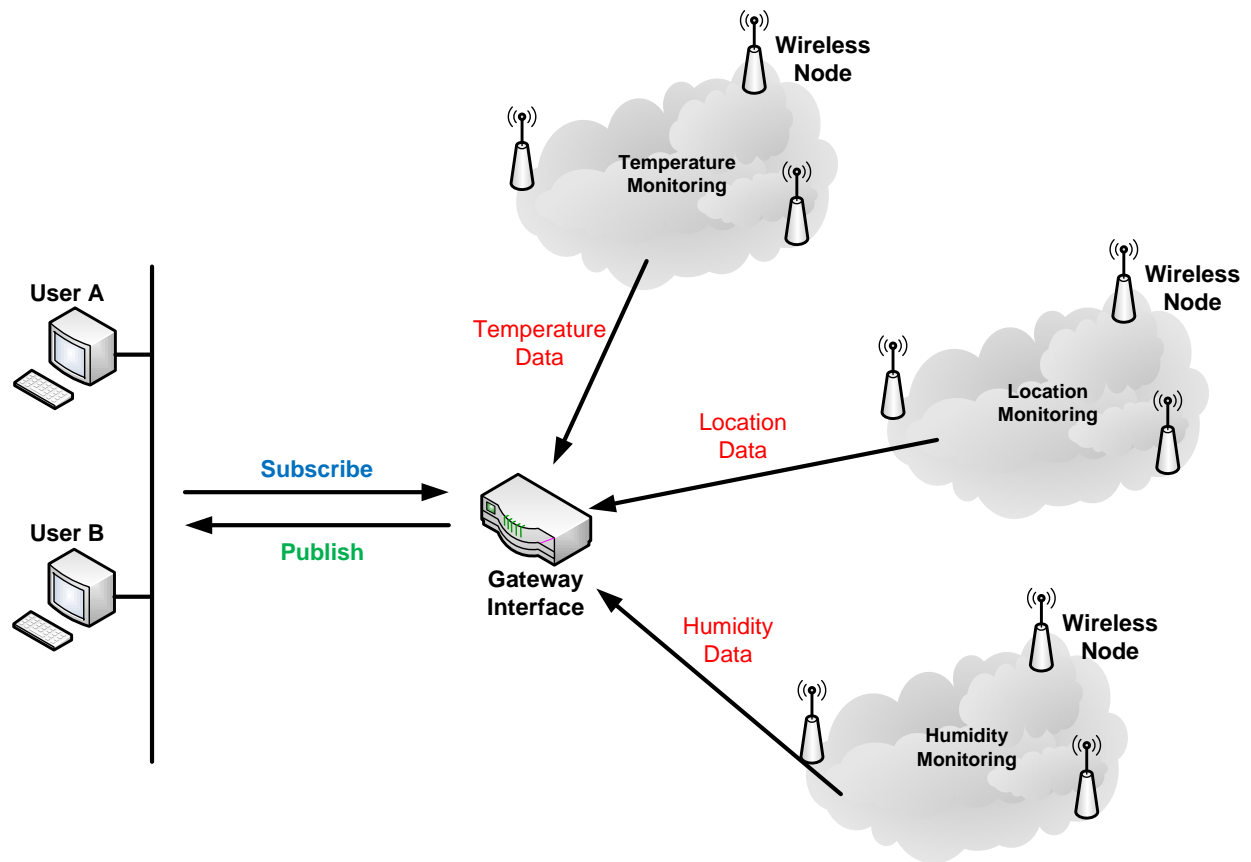 Wireless
Node
Temperature
Monitoring
User A
Wireless
Node
Temperature
Data
Location
Monitoring
Location
Data
Subscribe
User B
Publish
Gateway
Interface
Wireless
Node
Humidity
Data
Humidity
Monitoring